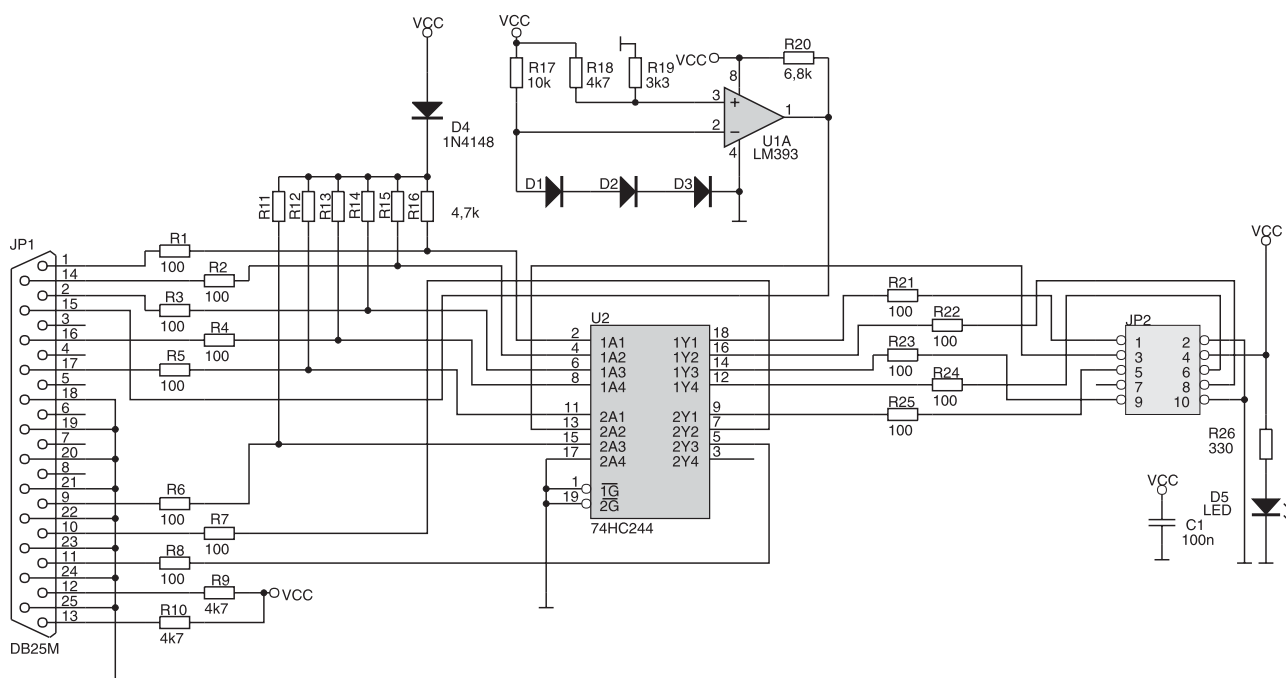 VCC
D4
1N4148
R11
R12
R13
R14
R15
R16
4,7k
VCC
R17
10k
R18
4k7
R19
3k3
VCC
R20
6,8k
8
3
+
2
−
1
4
U1A
LM393
D1
D2
D3
JP1
1
14
2
15
3
16
4
17
5
18
6
19
7
20
8
21
9
22
10
23
11
24
12
25
13
DB25M
R1
100
R2
100
R3
100
R4
100
R5
100
R6
100
R7
100
R8
100
R9
4k7
R10
4k7
VCC
U2
2 1A1 1Y1 18
4 1A2 1Y2 16
6 1A3 1Y3 14
8 1A4 1Y4 12
11 2A1 2Y1 9
13 2A2 2Y2 7
15 2A3 2Y3 5
17 2A4 2Y4 3
1 1G
19 2G
74HC244
R21
100
R22
100
R23
100
R24
100
R25
100
JP2
1 2
3 4
5 6
7 8
9 10
VCC
R26
330
D5
LED
VCC
C1
100n